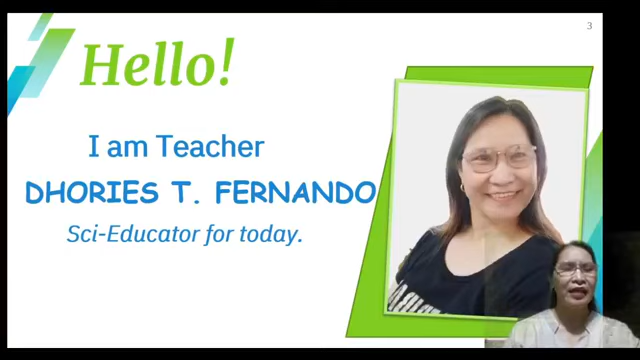 3
Hello!
I am Teacher
DHORIES T. FERNANDO
Sci-Educator for today.